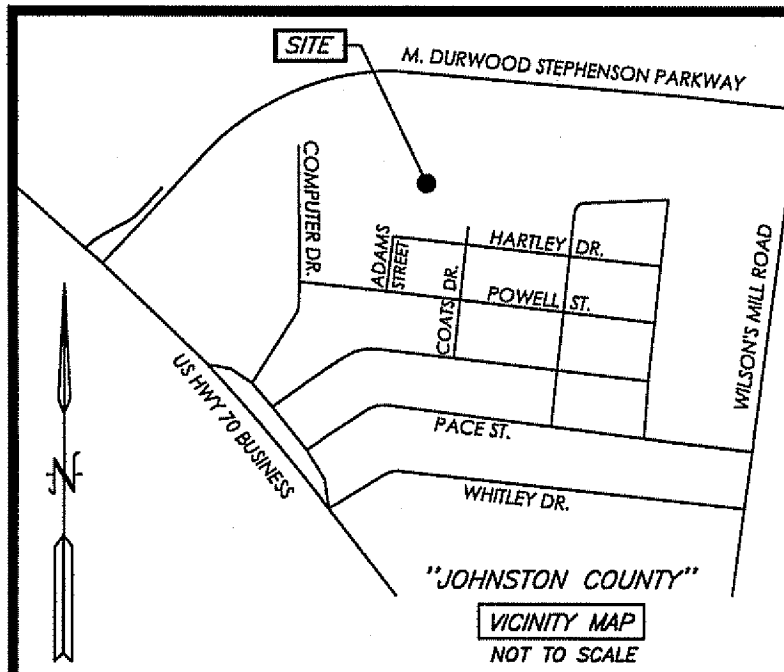 SITE
M. DURWOOD STEPHENSON PARKWAY
COMPUTER DR.
ADAMS
STREET
HARTLEY DR.
COATS DR.
POWELL ST.
WILSON'S MILL ROAD
US HWY 70 BUSINESS
PACE ST.
WHITLEY DR.
N
"JOHNSTON COUNTY"
VICINITY MAP
NOT TO SCALE